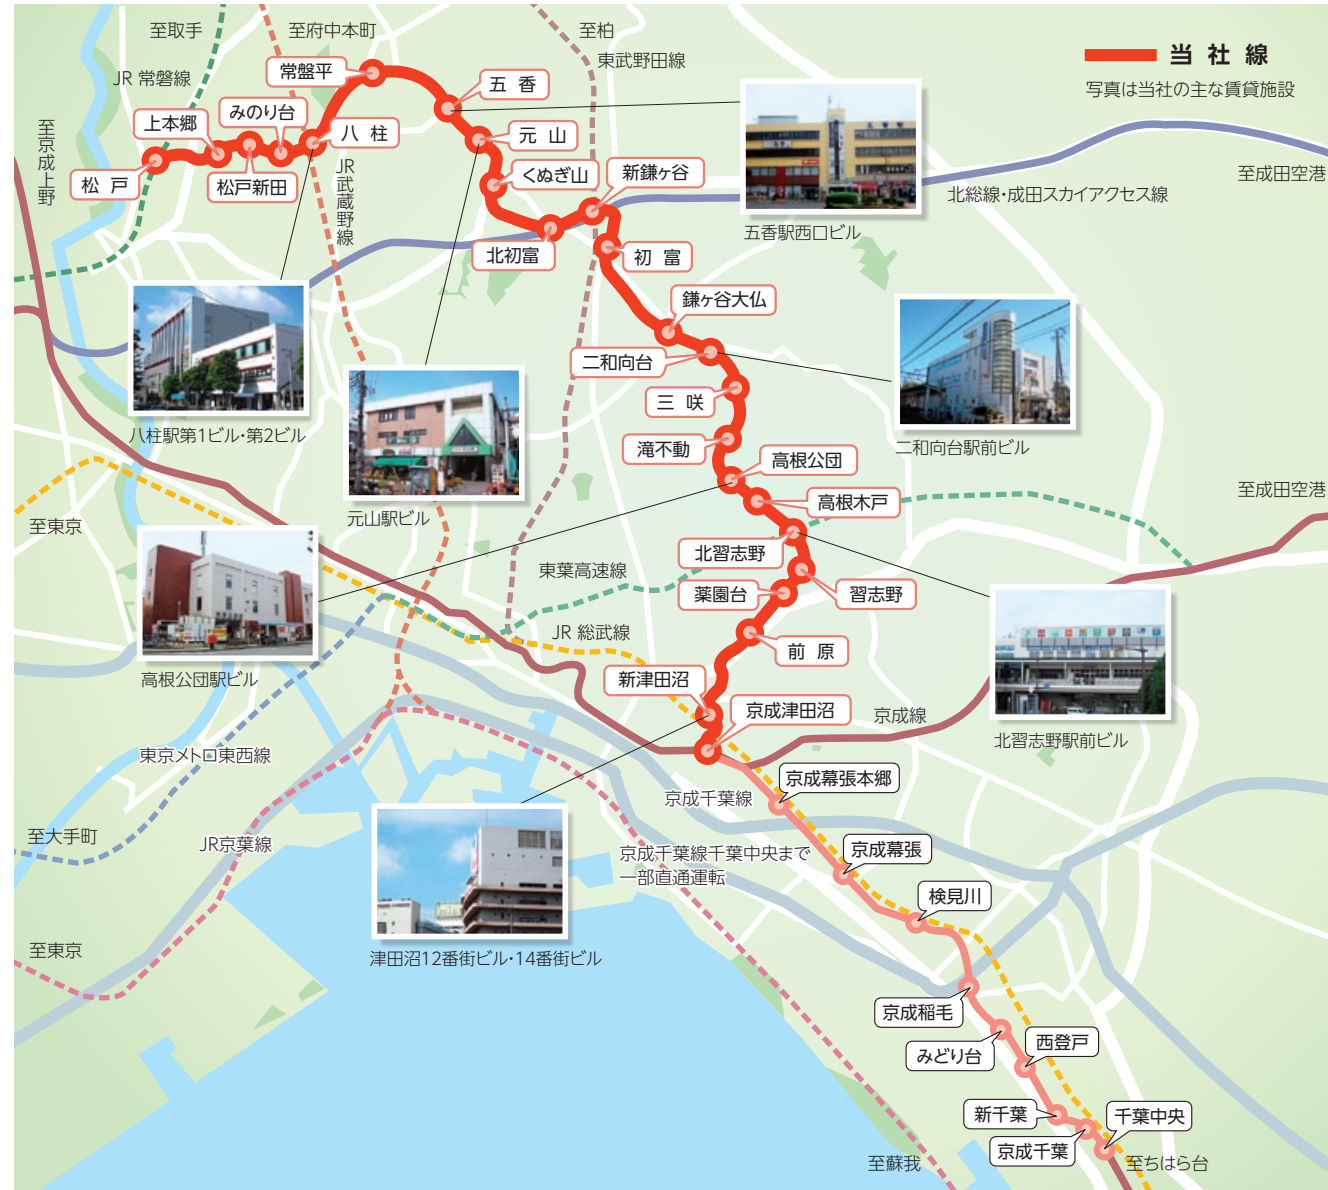 至取手
至府中本町
至柏
東武野田線
当社線
写真は当社の主な賃貸施設
JR 常磐線
常盤平
五香
みのり台
上本郷
八柱
元山
至京成上野
松戸
松戸新田
JR武蔵野線
くぬぎ山
新鎌ヶ谷
至成田空港
北総線・成田スカイアクセス線
五香駅西口ビル
北初富
初富
鎌ヶ谷大仏
二和向台
三咲
八柱駅第1ビル・第2ビル
滝不動
二和向台駅前ビル
高根公団
至成田空港
元山駅ビル
高根木戸
至東京
北習志野
東葉高速線
薬園台
習志野
JR 総武線
前原
高根公団駅ビル
新津田沼
京成津田沼
京成線
北習志野駅前ビル
東京メトロ東西線
京成幕張本郷
京成千葉線
至大手町
JR京葉線
京成千葉線千葉中央まで
一部直通運転
京成幕張
検見川
至東京
津田沼12番街ビル・14番街ビル
京成稲毛
みどり台
西登戸
新千葉
千葉中央
京成千葉
至蘇我
至ちはら台